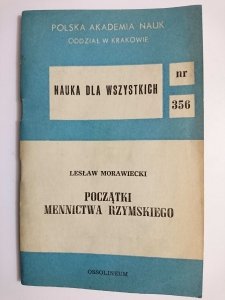 POLSKA AKADEMIA NAUK
ODDZIAŁ W KRAKOWIE
NAUKA DLA WSZYSTKICH
nr
356
LESŁAW MORAWIECKI
POCZĄTKI
MENNICTWA RZYMSKIEGO
OSSOLINEUM